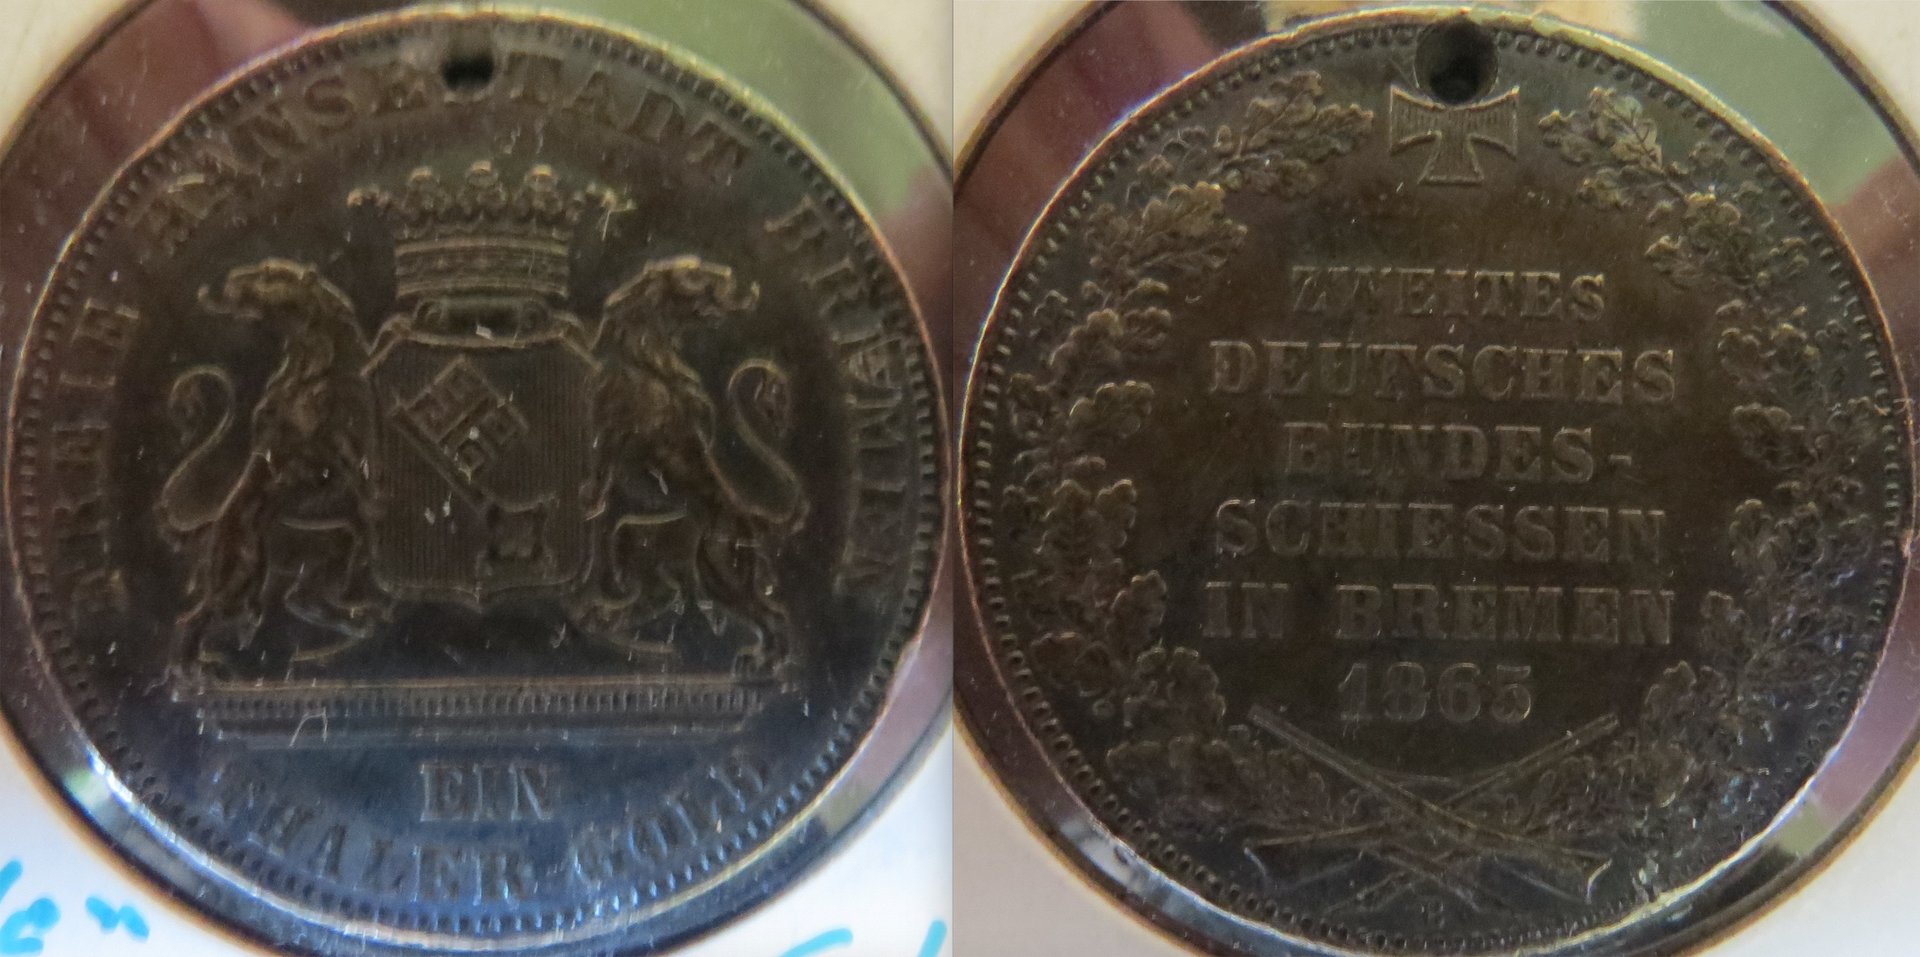 FREIE HANSESTADT BREMEN
EIN
THALER GOLD
ZWEITES
DEUTSCHES
BUNDES-
SCHIESSEN
IN BREMEN
1865
B